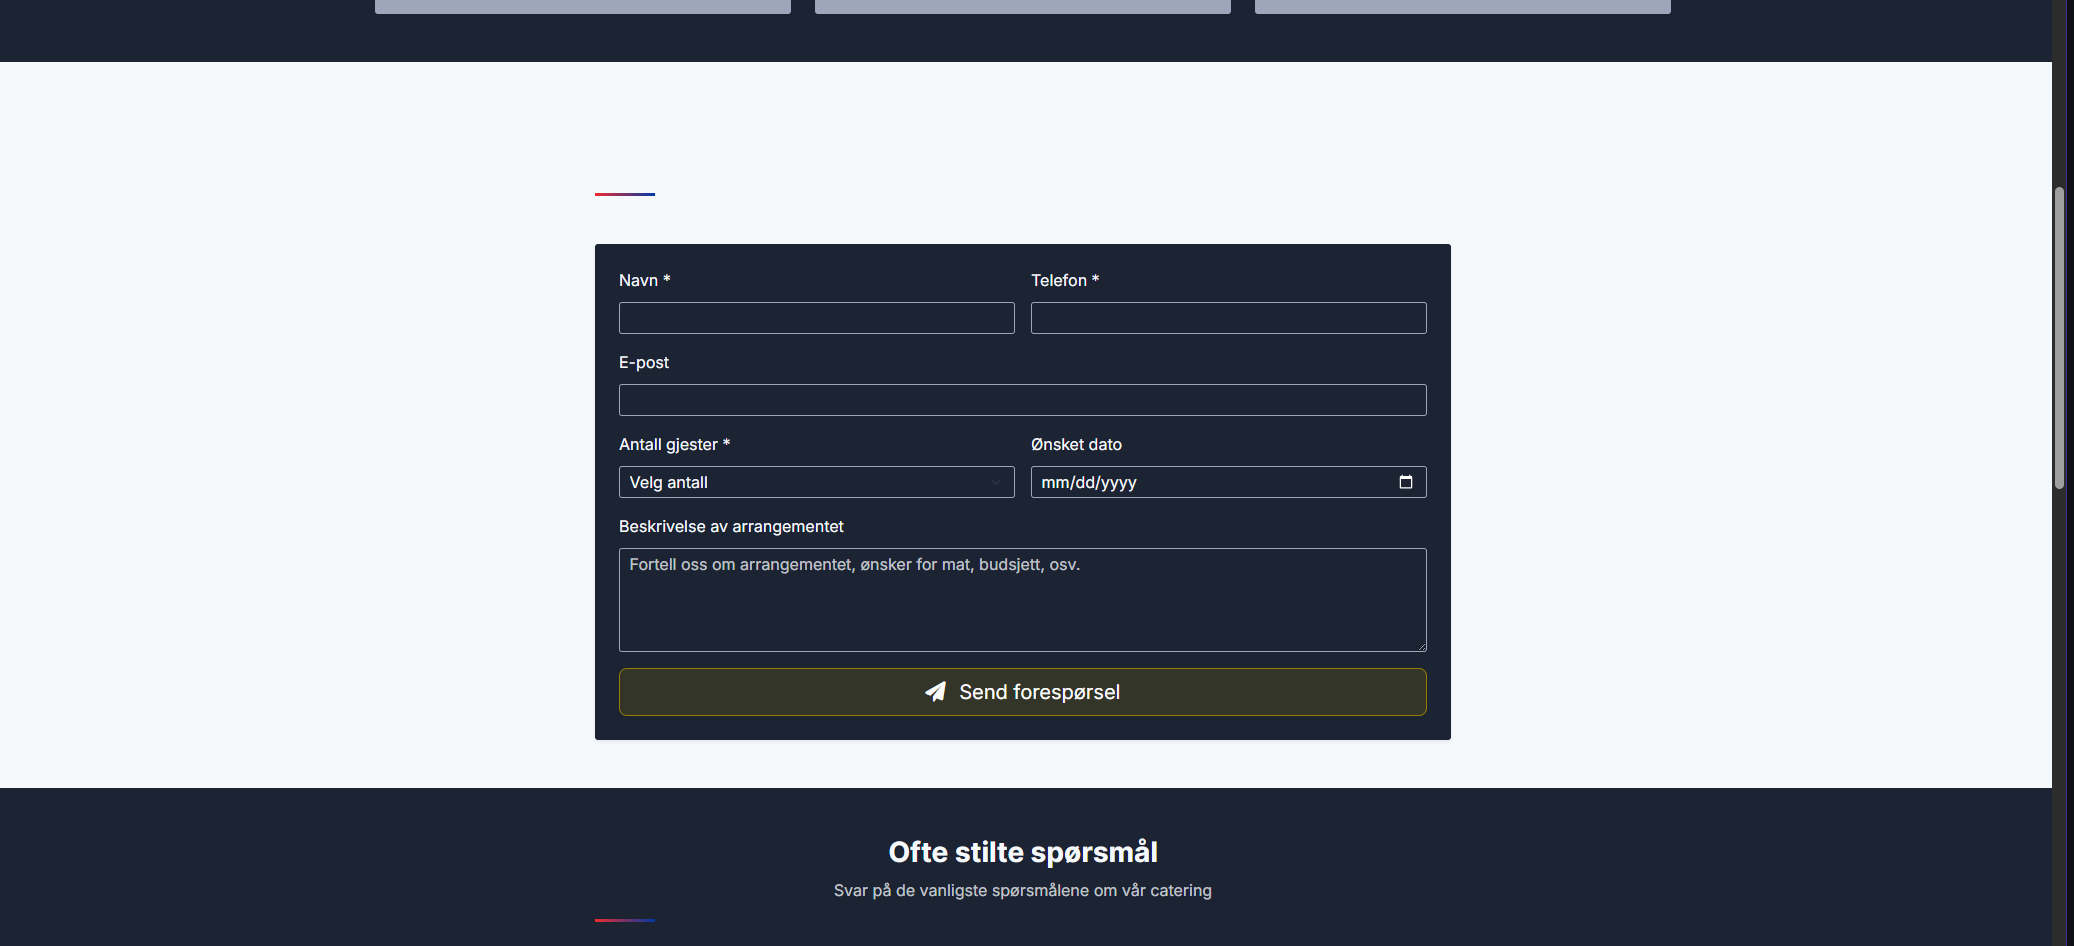 Navn *
Telefon *
E-post
Antall gjester *
Ønsket dato
Velg antall
mm/dd/yyyy
Beskrivelse av arrangementet
Fortell oss om arrangementet, ønsker for mat, budsjett, osv.
Send forespørsel
Ofte stilte spørsmål
Svar på de vanligste spørsmålene om vår catering